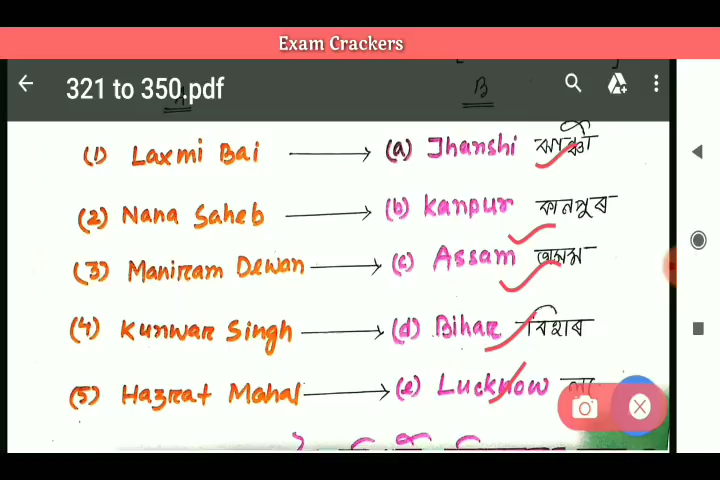 Exam Crackers
321 to 350.pdf
B
(1) Laxmi Bai → (a) Jhanshi
(2) Nana Saheb → (b) Kanpur কানপুৰ
(3) Maniram Dewan → (c) Assam অসম
(4) Kunwar Singh → (d) Bihar বিহাৰ
(5) Hazrat Mahal → (e) Lucknow